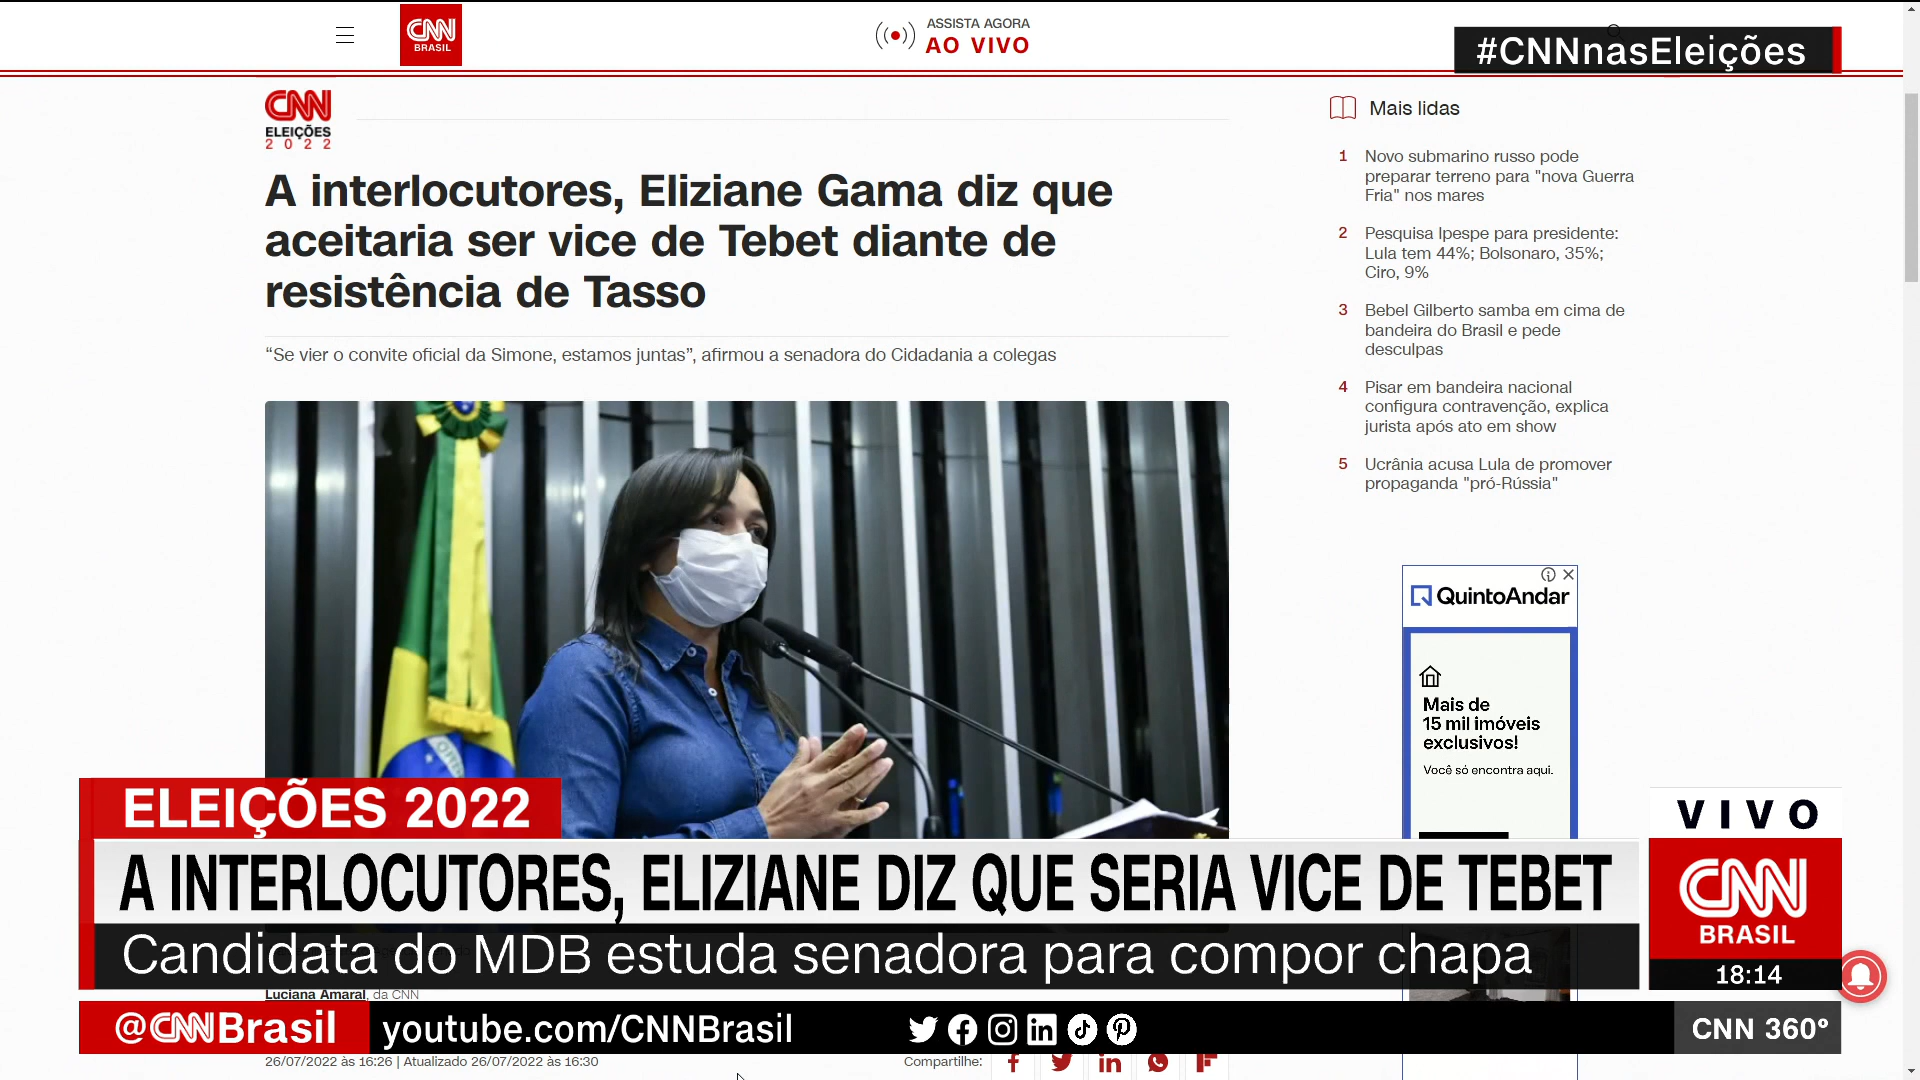 CNN
BRASIL
ASSISTA AGORA
AO VIVO
#CNNnasEleições
CNN
ELEIÇÕES
2022
A interlocutores, Eliziane Gama diz que
aceitaria ser vice de Tebet diante de
resistência de Tasso
“Se vier o convite oficial da Simone, estamos juntas”, afirmou a senadora do Cidadania a colegas
Mais lidas
1 Novo submarino russo pode
preparar terreno para "nova Guerra
Fria" nos mares
2 Pesquisa Ipespe para presidente:
Lula tem 44%; Bolsonaro, 35%;
Ciro, 9%
3 Bebel Gilberto samba em cima de
bandeira do Brasil e pede
desculpas
4 Pisar em bandeira nacional
configura contravenção, explica
jurista após ato em show
5 Ucrânia acusa Lula de promover
propaganda "pró-Rússia"
QuintoAndar
Mais de
15 mil imóveis
exclusivos!
Você só encontra aqui.
ELEIÇÕES 2022
A INTERLOCUTORES, ELIZIANE DIZ QUE SERIA VICE DE TEBET
Candidata do MDB estuda senadora para compor chapa
VIVO
CNN
BRASIL
18:14
Luciana Amaral, da CNN
@CNNBrasil
youtube.com/CNNBrasil
CNN 360º
26/07/2022 às 16:26 | Atualizado 26/07/2022 às 16:30
Compartilhe: